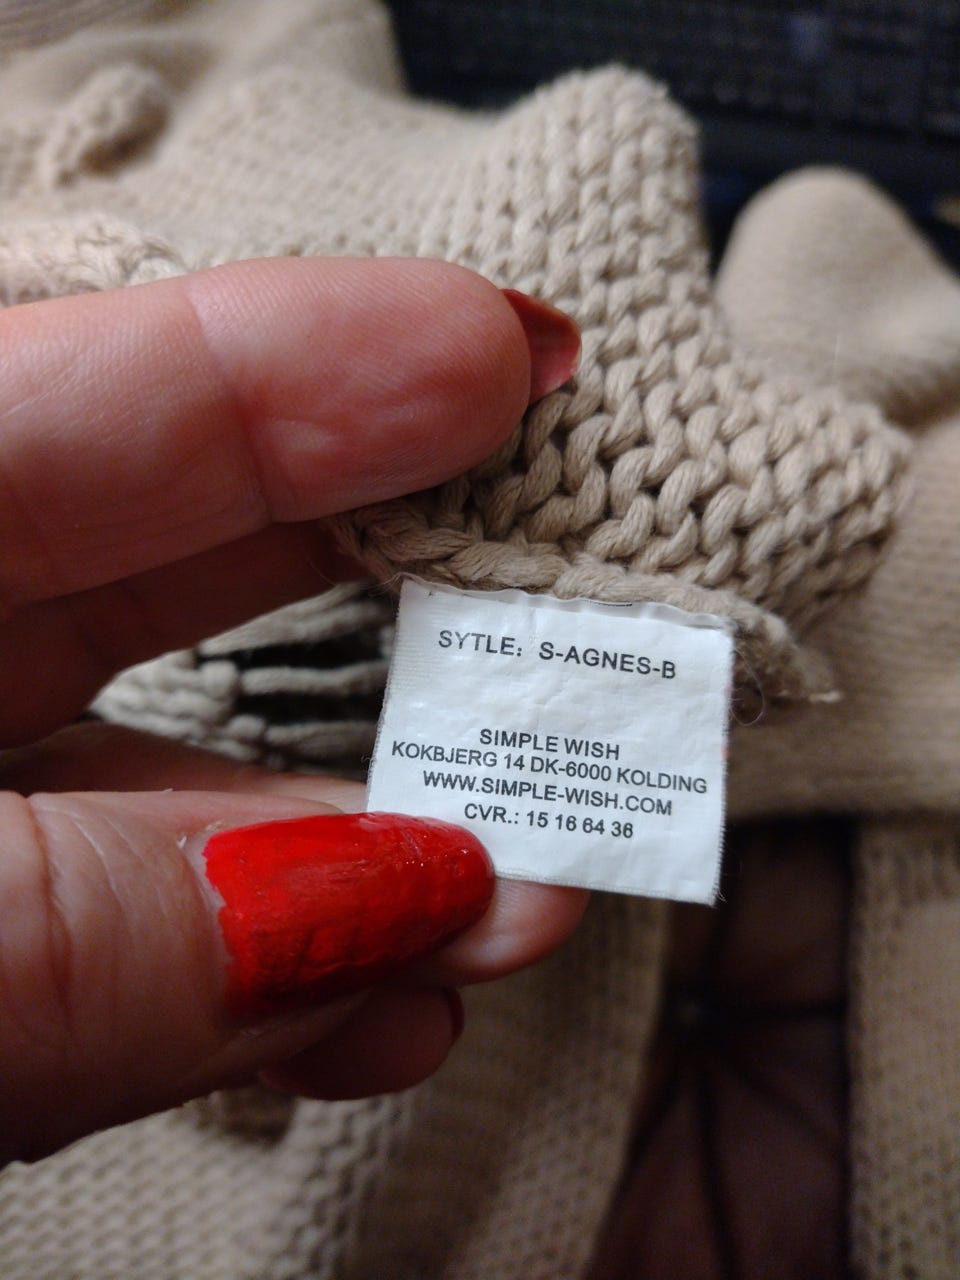 SYTLE: S-AGNES-B
SIMPLE WISH
KOKBJERG 14 DK-6000 KOLDING
WWW.SIMPLE-WISH.COM
CVR.: 15 16 64 36